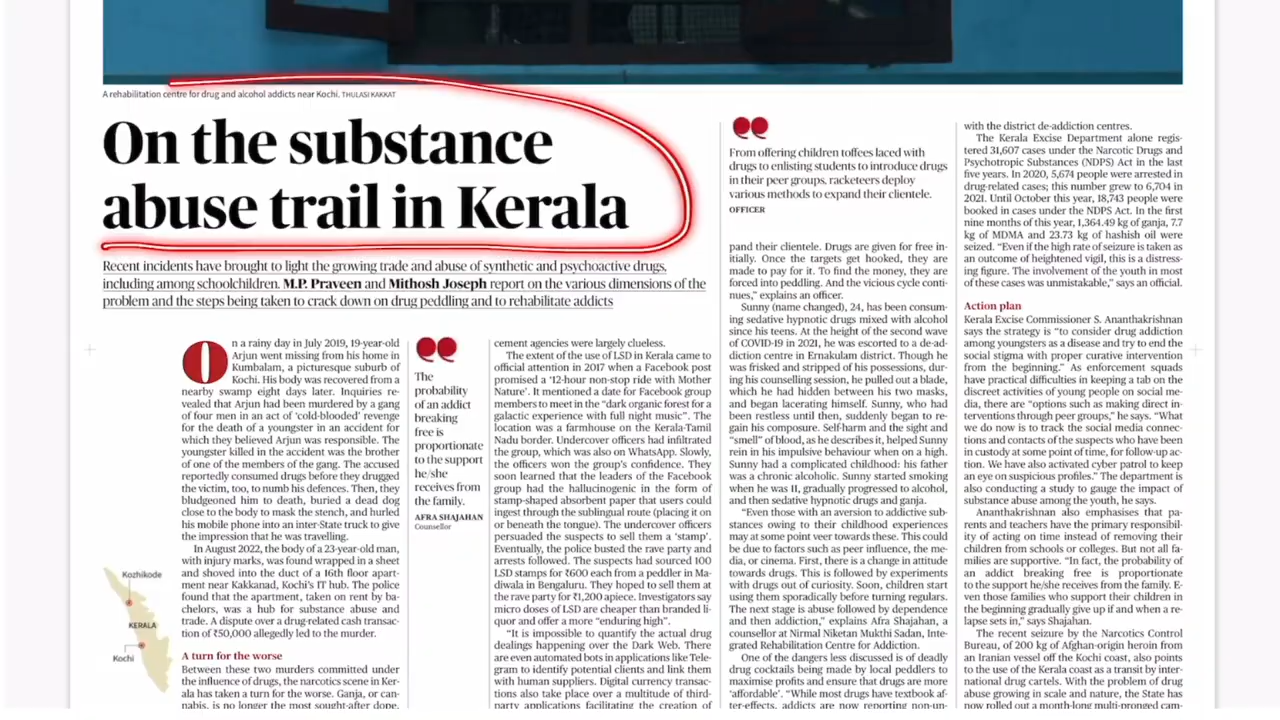 A rehabilitation centre for drug and alcohol addicts near Kochi. THULASI KAKKAT
On the substance
abuse trail in Kerala
Recent incidents have brought to light the growing trade and abuse of synthetic and psychoactive drugs,
including among schoolchildren. M.P. Praveen and Mithosh Joseph report on the various dimensions of the
problem and the steps being taken to crack down on drug peddling and to rehabilitate addicts
On a rainy day in July 2019, 19-year-old
Arjun went missing from his home in
Kumbalam, a picturesque suburb of
Kochi. His body was recovered from a
nearby swamp eight days later. Inquiries re-
vealed that Arjun had been murdered by a gang
of four men in an act of 'cold-blooded' revenge
for the death of a youngster in an accident for
which they believed Arjun was responsible. The
youngster killed in the accident was the brother
of one of the members of the gang. The accused
reportedly consumed drugs before they drugged
the victim, too, to numb his defences. Then, they
bludgeoned him to death, buried a dead dog
close to the body to mask the stench, and hurled
his mobile phone into an inter-State truck to give
the impression that he was travelling.
In August 2022, the body of a 23-year-old man,
with injury marks, was found wrapped in a sheet
and shoved into the duct of a 16th floor apart-
ment near Kakkanad, Kochi's IT hub. The police
found that the apartment, taken on rent by ba-
chelors, was a hub for substance abuse and
trade. A dispute over a drug-related cash transac-
tion of ₹50,000 allegedly led to the murder.
A turn for the worse
Between these two murders committed under
the influence of drugs, the narcotics scene in Ker-
ala has taken a turn for the worse. Ganja, or can-
nabis, is no longer the most sought-after dope.
Kozhikode
KERALA
Kochi
The
probability
of an addict
breaking
free is
proportionate
to the support
he/she
receives from
the family.
AFRA SHAJAHAN
Counsellor
cement agencies were largely clueless.
The extent of the use of LSD in Kerala came to
official attention in 2017 when a Facebook post
promised a '12-hour non-stop ride with Mother
Nature'. It mentioned a date for Facebook group
members to meet in the "dark organic forest for a
galactic experience with full night music". The
location was a farmhouse on the Kerala-Tamil
Nadu border. Undercover officers had infiltrated
the group, which was also on WhatsApp. Slowly,
the officers won the group's confidence. They
soon learned that the leaders of the Facebook
group had the hallucinogenic in the form of
stamp-shaped absorbent paper that users could
ingest through the sublingual route (placing it on
or beneath the tongue). The undercover officers
persuaded the suspects to sell them a 'stamp'.
Eventually, the police busted the rave party and
arrests followed. The suspects had sourced 100
LSD stamps for ₹600 each from a peddler in Ma-
diwala in Bengaluru. They hoped to sell them at
the rave party for ₹1,200 apiece. Investigators say
micro doses of LSD are cheaper than branded li-
quor and offer a more "enduring high".
"It is impossible to quantify the actual drug
dealings happening over the Dark Web. There
are even automated bots in applications like Tele-
gram to identify potential clients and link them
with human suppliers. Digital currency transac-
tions also take place over a multitude of third-
party applications facilitating the creation of
From offering children toffees laced with
drugs to enlisting students to introduce drugs
in their peer groups, racketeers deploy
various methods to expand their clientele.
OFFICER
pand their clientele. Drugs are given for free in-
itially. Once the targets get hooked, they are
made to pay for it. To find the money, they are
forced into peddling. And the vicious cycle conti-
nues," explains an officer.
Sunny (name changed), 24, has been consum-
ing sedative hypnotic drugs mixed with alcohol
since his teens. At the height of the second wave
of COVID-19 in 2021, he was escorted to a de-ad-
diction centre in Ernakulam district. Though he
was frisked and stripped of his possessions, dur-
ing his counselling session, he pulled out a blade,
which he had hidden between his two masks,
and began lacerating himself. Sunny, who had
been restless until then, suddenly began to re-
gain his composure. Self-harm and the sight and
"smell" of blood, as he describes it, helped Sunny
rein in his impulsive behaviour when on a high.
Sunny had a complicated childhood: his father
was a chronic alcoholic. Sunny started smoking
when he was 11, gradually progressed to alcohol,
and then sedative hypnotic drugs and ganja.
"Even those with an aversion to addictive sub-
stances owing to their childhood experiences
may at some point veer towards these. This could
be due to factors such as peer influence, the me-
dia, or cinema. First, there is a change in attitude
towards drugs. This is followed by experiments
with drugs out of curiosity. Soon, children start
using them sporadically before turning regulars.
The next stage is abuse followed by dependence
and then addiction," explains Afra Shajahan, a
counsellor at Nirmal Niketan Mukthi Sadan, Inte-
grated Rehabilitation Centre for Addiction.
One of the dangers less discussed is of deadly
drug cocktails being made by local peddlers to
maximise profits and ensure that drugs are more
'affordable'. "While most drugs have textbook af-
ter-effects, addicts are now reporting non-un-
with the district de-addiction centres.
The Kerala Excise Department alone regis-
tered 31,607 cases under the Narcotic Drugs and
Psychotropic Substances (NDPS) Act in the last
five years. In 2020, 5,674 people were arrested in
drug-related cases; this number grew to 6,704 in
2021. Until October this year, 18,743 people were
booked in cases under the NDPS Act. In the first
nine months of this year, 1,364.49 kg of ganja, 7.7
kg of MDMA and 23.73 kg of hashish oil were
seized. "Even if the high rate of seizure is taken as
an outcome of heightened vigil, this is a distress-
ing figure. The involvement of the youth in most
of these cases was unmistakable," says an official.
Action plan
Kerala Excise Commissioner S. Ananthakrishnan
says the strategy is "to consider drug addiction
among youngsters as a disease and try to end the
social stigma with proper curative intervention
from the beginning." As enforcement squads
have practical difficulties in keeping a tab on the
discreet activities of young people on social me-
dia, there are "options such as making direct in-
terventions through peer groups," he says. "What
we do now is to track the social media connec-
tions and contacts of the suspects who have been
in custody at some point of time, for follow-up ac-
tion. We have also activated cyber patrol to keep
an eye on suspicious profiles." The department is
also conducting a study to gauge the impact of
substance abuse among the youth, he says.
Ananthakrishnan also emphasises that pa-
rents and teachers have the primary responsibil-
ity of acting on time instead of removing their
children from schools or colleges. But not all fa-
milies are supportive. "In fact, the probability of
an addict breaking free is proportionate
to the support he/she receives from the family. E-
ven those families who support their children in
the beginning gradually give up if and when a re-
lapse sets in," says Shajahan.
The recent seizure by the Narcotics Control
Bureau, of 200 kg of Afghan-origin heroin from
an Iranian vessel off the Kochi coast, also points
to the use of the Kerala coast as a transit by inter-
national drug cartels. With the problem of drug
abuse growing in scale and nature, the State has
now rolled out a month-long multi-pronged cam-